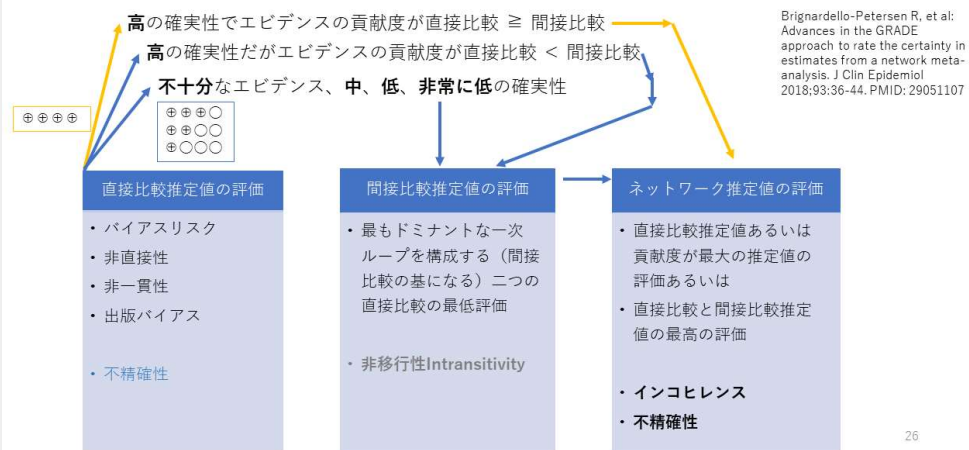 高の確実性でエビデンスの貢献度が直接比較 ≧ 間接比較
高の確実性だがエビデンスの貢献度が直接比較 < 間接比較
不十分なエビデンス、中、低、非常に低の確実性
Brignardello-Petersen R, et al:
Advances in the GRADE
approach to rate the certainty in
estimates from a network meta-
analysis. J Clin Epidemiol
2018;93:36-44. PMID: 29051107
⊕⊕⊕⊕
⊕⊕⊕◯
⊕⊕◯◯
⊕◯◯◯
直接比較推定値の評価
• バイアスリスク
• 非直接性
• 非一貫性
• 出版バイアス
• 不精確性
間接比較推定値の評価
• 最もドミナントな一次
ループを構成する（間接
比較の基になる）二つの
直接比較の最低評価
• 非移行性Intransitivity
ネットワーク推定値の評価
• 直接比較推定値あるいは
貢献度が最大の推定値の
評価あるいは
• 直接比較と間接比較推定
値の最高の評価
• インコヒレンス
• 不精確性
26